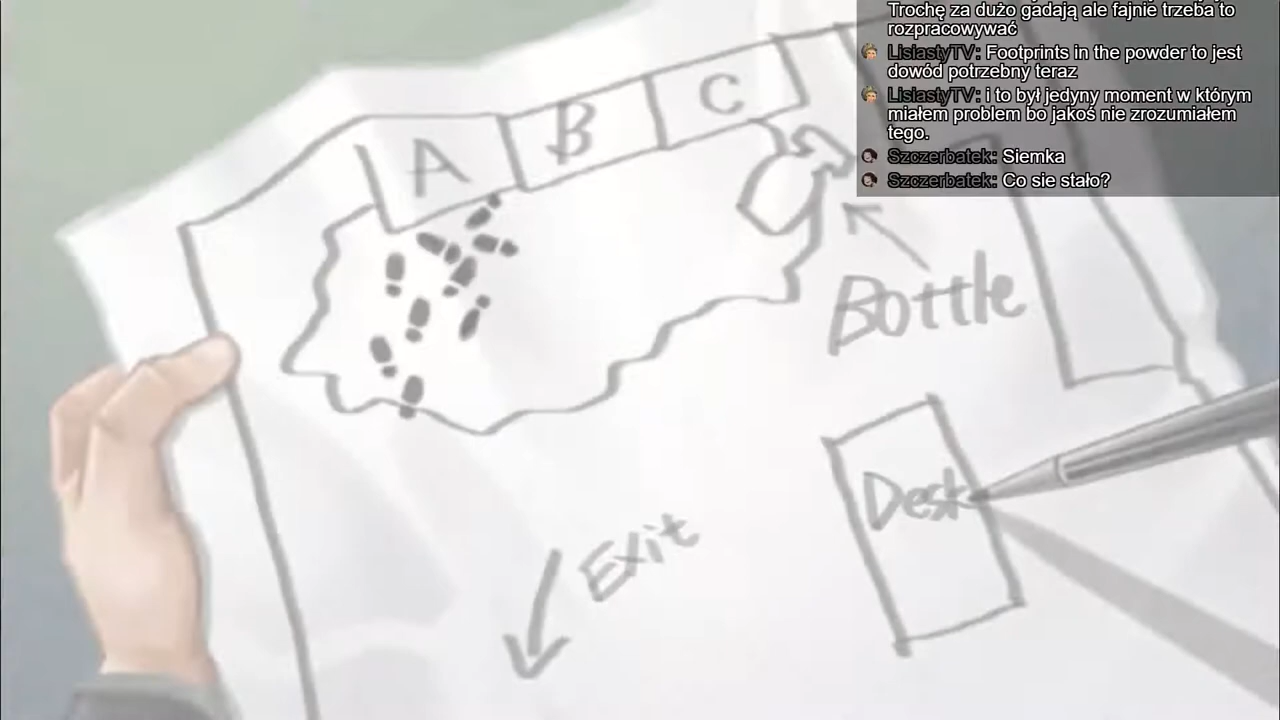 Trochę za dużo gadają ale fajnie trzeba to
rozpracowywać
LisiastyTV: Footprints in the powder to jest
dowód potrzebny teraz
LisiastyTV: i to był jedyny moment w którym
miałem problem bo jakoś nie zrozumiałem
tego.
Szczerbatek: Siemka
Szczerbatek: Co sie stało?
A
B
C
Bottle
Desk
Exit